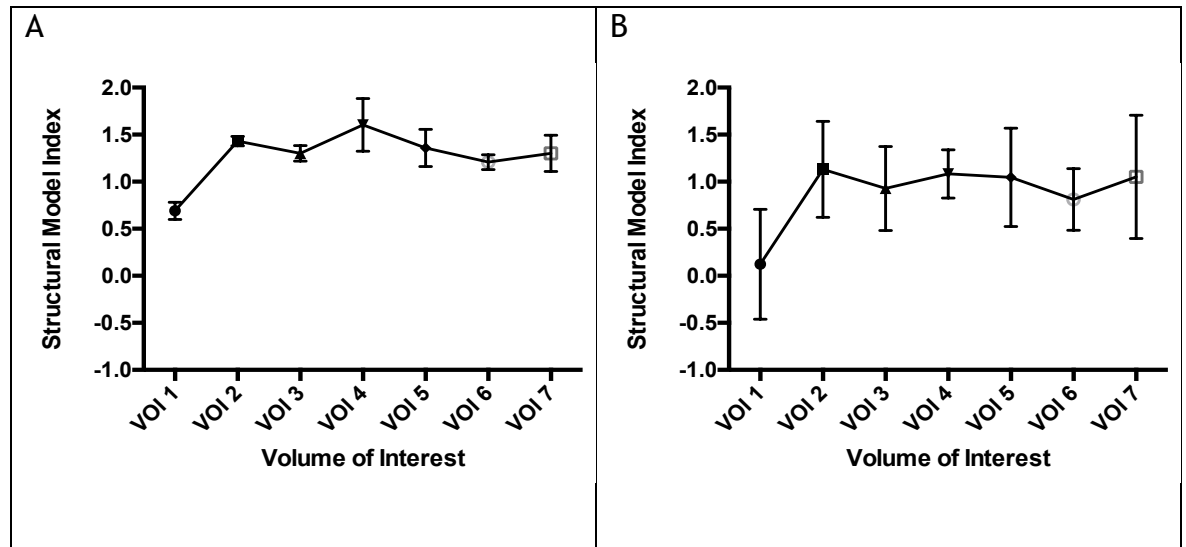 A
Structural Model Index
2.0
1.5
1.0
0.5
0.0
-0.5
-1.0
VOI 1
VOI 2
VOI 3
VOI 4
VOI 5
VOI 6
VOI 7
Volume of Interest
B
Structural Model Index
2.0
1.5
1.0
0.5
0.0
-0.5
-1.0
VOI 1
VOI 2
VOI 3
VOI 4
VOI 5
VOI 6
VOI 7
Volume of Interest